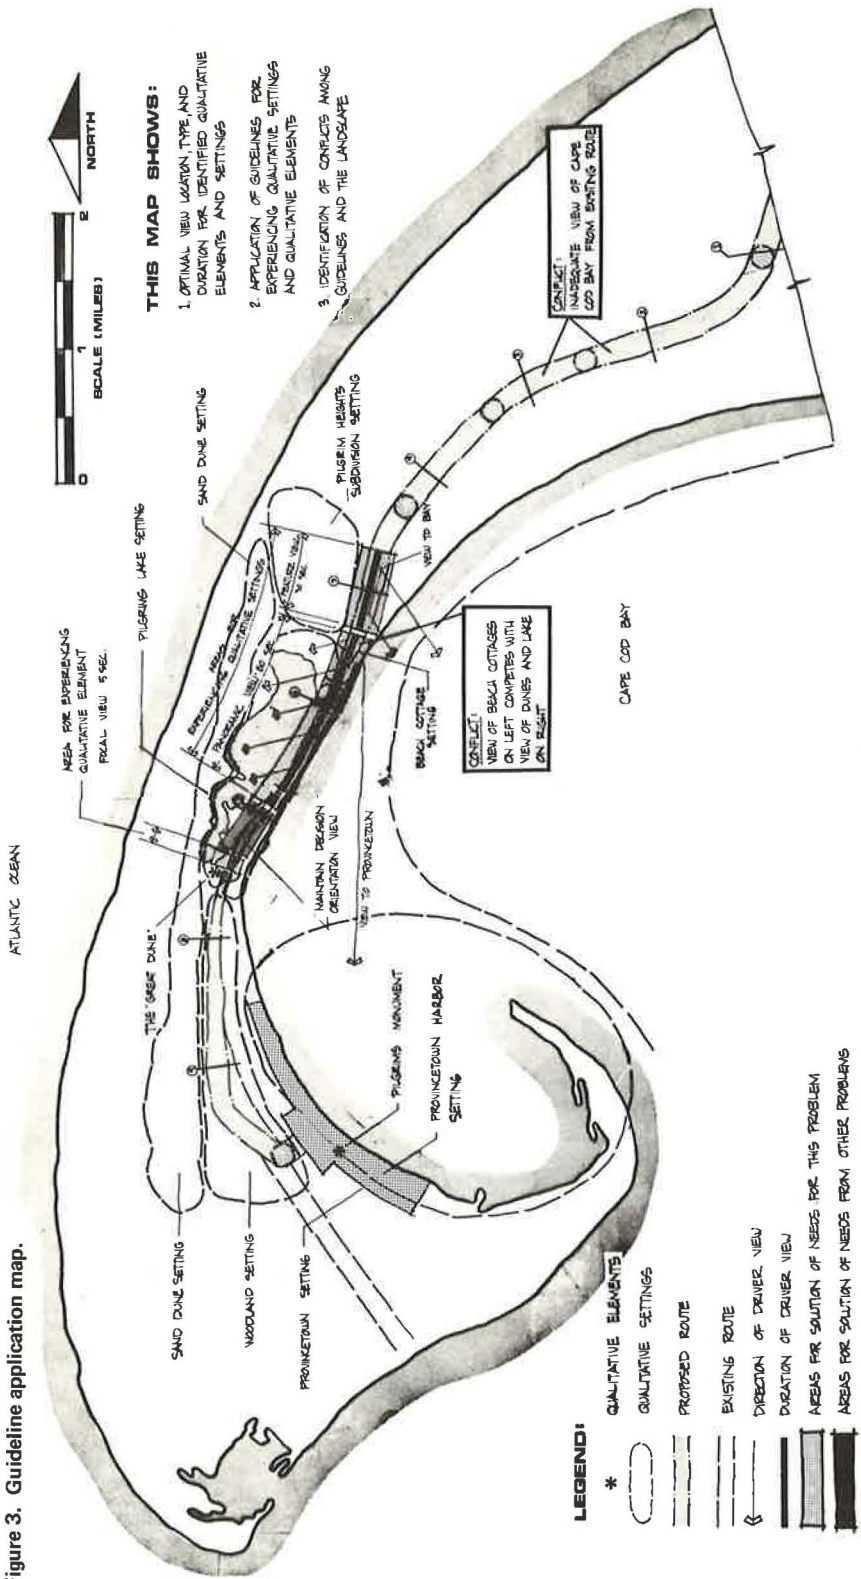 Figure 3. Guideline application map.
ATLANTIC OCEAN
AREA FOR EXPERIENCING
QUALITATIVE ELEMENT
FOCAL VIEW 5 SEC.
PILGRIMS LAKE SETTING
SAND DUNE SETTING
PILGRIM HEIGHTS
SUBDIVISION SETTING
0 1 2
SCALE (MILES)
NORTH
THIS MAP SHOWS:
1. OPTIMAL VIEW LOCATION, TYPE, AND
DURATION FOR IDENTIFIED QUALITATIVE
ELEMENTS AND SETTINGS
2. APPLICATION OF GUIDELINES FOR
EXPERIENCING QUALITATIVE SETTINGS
AND QUALITATIVE ELEMENTS
3. IDENTIFICATION OF CONFLICTS AMONG
GUIDELINES AND THE LANDSCAPE
AREAS FOR
EXPERIENCING QUALITATIVE SETTINGS
PANORAMIC VIEW 60 SEC.
FEATURE VIEWS
30 SEC.
THE "GREAT DUNE"
MAINTAIN DECISION
ORIENTATION VIEW
VIEW TO PROVINCETOWN
BEACH COTTAGE
SETTING
VIEW TO BAY
CONFLICT:
VIEW OF BEACH COTTAGES
ON LEFT COMPETES WITH
VIEW OF DUNES AND LAKE
ON RIGHT
CONFLICT:
INADEQUATE VIEW OF CAPE
COD BAY FROM EXISTING ROUTE
CAPE COD BAY
SAND DUNE SETTING
WOODLAND SETTING
PROVINCETOWN SETTING
PILGRIMS MONUMENT
PROVINCETOWN HARBOR
SETTING
LEGEND:
* QUALITATIVE ELEMENTS
QUALITATIVE SETTINGS
PROPOSED ROUTE
EXISTING ROUTE
DIRECTION OF DRIVER VIEW
DURATION OF DRIVER VIEW
AREAS FOR SOLUTION OF NEEDS FOR THIS PROBLEM
AREAS FOR SOLUTION OF NEEDS FROM OTHER PROBLEMS